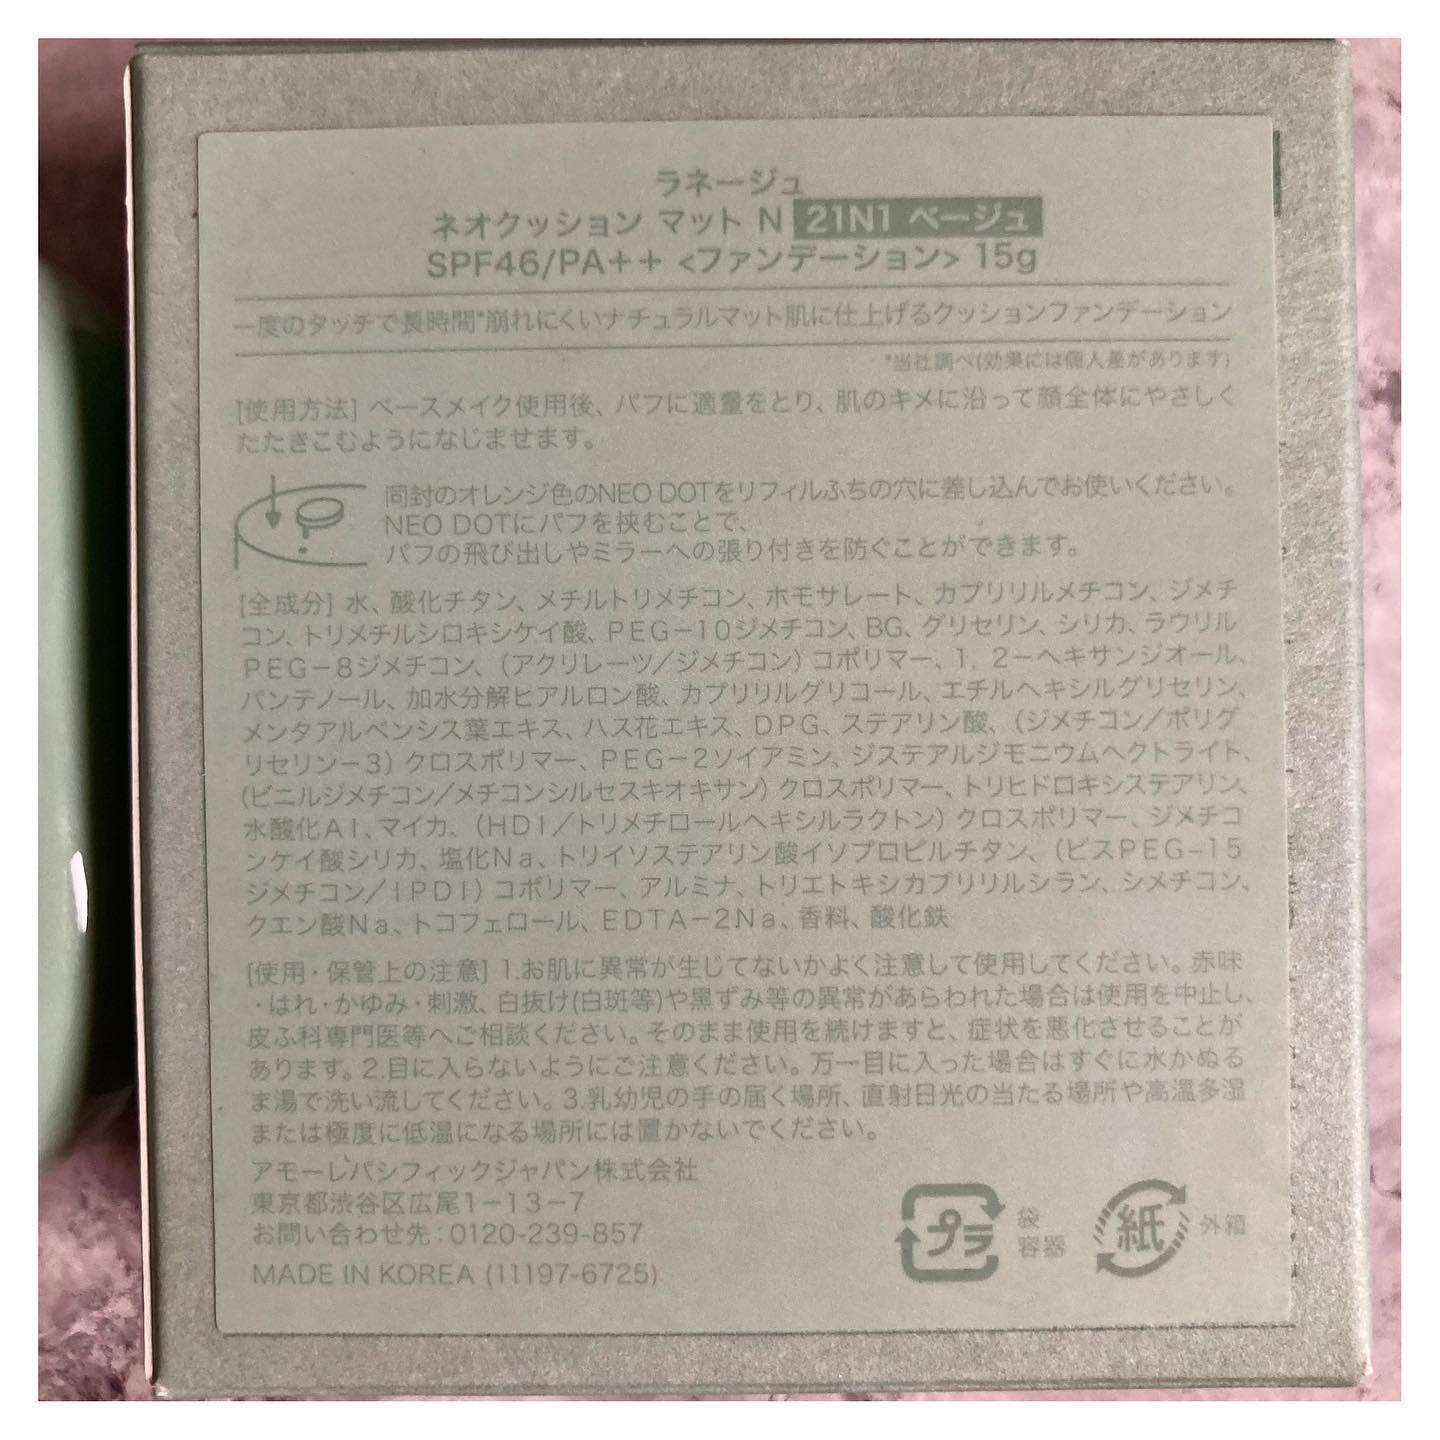 ラネージュ
ネオクッション マット N 21N1 ベージュ
SPF46/PA++ <ファンデーション> 15g
一度のタッチで長時間*崩れにくいナチュラルマット肌に仕上げるクッションファンデーション
*当社調べ(効果には個人差があります)
[使用方法] ベースメイク使用後、パフに適量をとり、肌のキメに沿って顔全体にやさしく
たたきこむようになじませます。
同封のオレンジ色のNEO DOTをリフィルふちの穴に差し込んでお使いください。
NEO DOTにパフを挟むことで、
パフの飛び出しやミラーへの張り付きを防ぐことができます。
[全成分] 水、酸化チタン、メチルトリメチコン、ホモサレート、カプリリルメチコン、ジメチ
コン、トリメチルシロキシケイ酸、PEG-10ジメチコン、BG、グリセリン、シリカ、ラウリル
PEG-8ジメチコン、(アクリレーツ/ジメチコン) コポリマー、1, 2-ヘキサンジオール、
パンテノール、加水分解ヒアルロン酸、カプリリルグリコール、エチルヘキシルグリセリン、
メンタアルベンシス葉エキス、ハス花エキス、DPG、ステアリン酸、(ジメチコン/ポリグ
リセリン-3) クロスポリマー、PEG-2ソイアミン、ジステアルジモニウムヘクトライト、
(ビニルジメチコン/メチコンシルセスキオキサン) クロスポリマー、トリヒドロキシステアリン、
水酸化Al、マイカ、(HDI/トリメチロールヘキシルラクトン) クロスポリマー、ジメチコ
ンケイ酸シリカ、塩化Na、トリイソステアリン酸イソプロピルチタン、(ビスPEG-15
ジメチコン/IPDI) コポリマー、アルミナ、トリエトキシカプリリルシラン、シメチコン、
クエン酸Na、トコフェロール、EDTA-2Na、香料、酸化鉄
[使用・保管上の注意] 1.お肌に異常が生じてないかよく注意して使用してください。赤味
・はれ・かゆみ・刺激、白抜け(白斑等)や黒ずみ等の異常があらわれた場合は使用を中止し、
皮ふ科専門医等へご相談ください。そのまま使用を続けますと、症状を悪化させることが
あります。2.目に入らないようにご注意ください。万一目に入った場合はすぐに水かぬる
ま湯で洗い流してください。3.乳幼児の手の届く場所、直射日光の当たる場所や高温多湿
または極度に低温になる場所には置かないでください。
アモーレパシフィックジャパン株式会社
東京都渋谷区広尾1-13-7
お問い合わせ先:0120-239-857
MADE IN KOREA (11197-6725)
プラ 袋 容器 紙 外箱